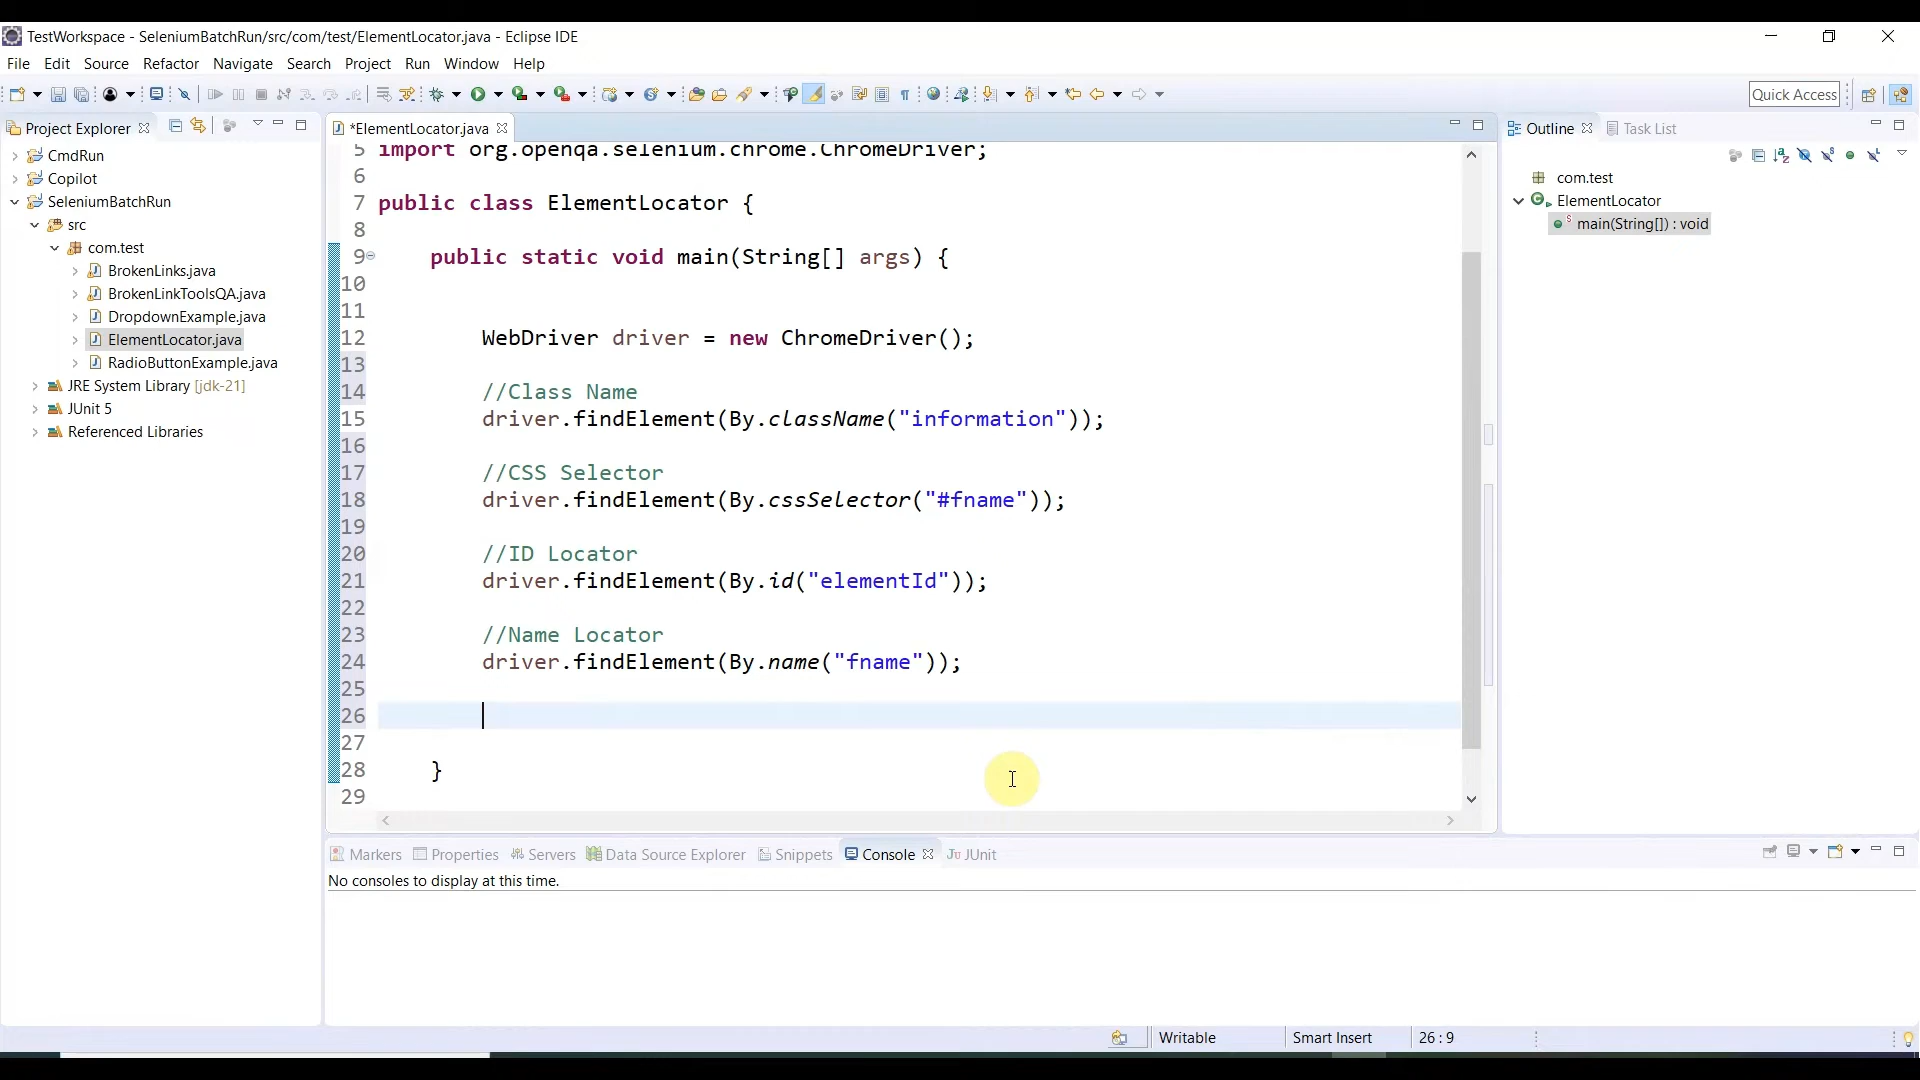 TestWorkspace - SeleniumBatchRun/src/com/test/ElementLocator.java - Eclipse IDE
File Edit Source Refactor Navigate Search Project Run Window Help
Quick Access
Project Explorer
CmdRun
Copilot
SeleniumBatchRun
src
com.test
BrokenLinks.java
BrokenLinkToolsQA.java
DropdownExample.java
ElementLocator.java
RadioButtonExample.java
JRE System Library [jdk-21]
JUnit 5
Referenced Libraries
*ElementLocator.java
5 import org.openqa.selenium.chrome.ChromeDriver;
6
7 public class ElementLocator {
8
9 public static void main(String[] args) {
10
11
12 WebDriver driver = new ChromeDriver();
13
14 //Class Name
15 driver.findElement(By.className("information"));
16
17 //CSS Selector
18 driver.findElement(By.cssSelector("#fname"));
19
20 //ID Locator
21 driver.findElement(By.id("elementId"));
22
23 //Name Locator
24 driver.findElement(By.name("fname"));
25
26
27
28 }
29
Outline Task List
com.test
ElementLocator
main(String[]) : void
Markers Properties Servers Data Source Explorer Snippets Console JUnit
No consoles to display at this time.
Writable Smart Insert 26 : 9